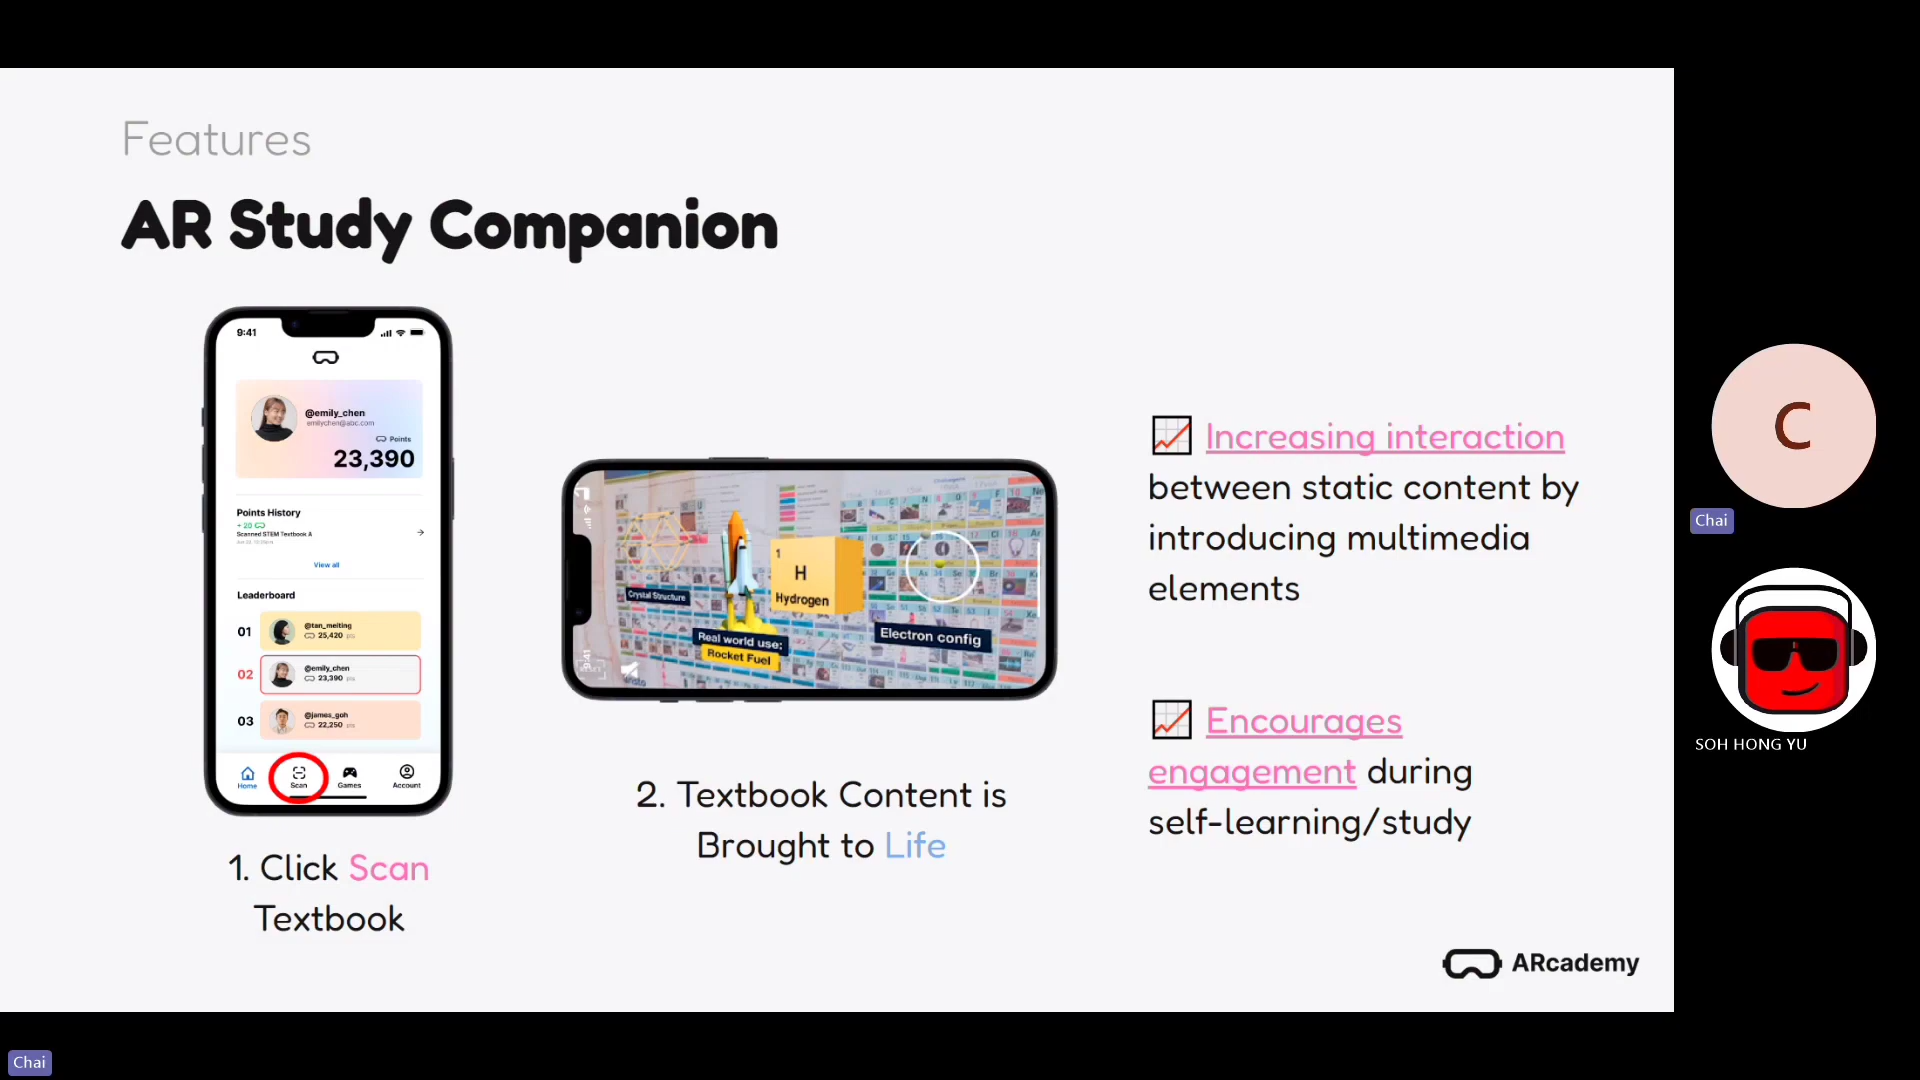 Features
AR Study Companion
9:41
@emily_chen
emilychen@abc.com
Points
23,390
Points History
+ 20
Scanned STEM Textbook A
View all
Leaderboard
01
@tan_meiting
25,420 pts
02
@emily_chen
23,390 pts
03
@james_goh
22,250 pts
Home
Scan
Games
Account
1. Click Scan
Textbook
9:41
Crystal Structure
1
H
Hydrogen
Real world use:
Rocket Fuel
Electron config
2. Textbook Content is
Brought to Life
Increasing interaction
between static content by
introducing multimedia
elements
Encourages
engagement during
self-learning/study
ARcademy
C
Chai
SOH HONG YU
Chai